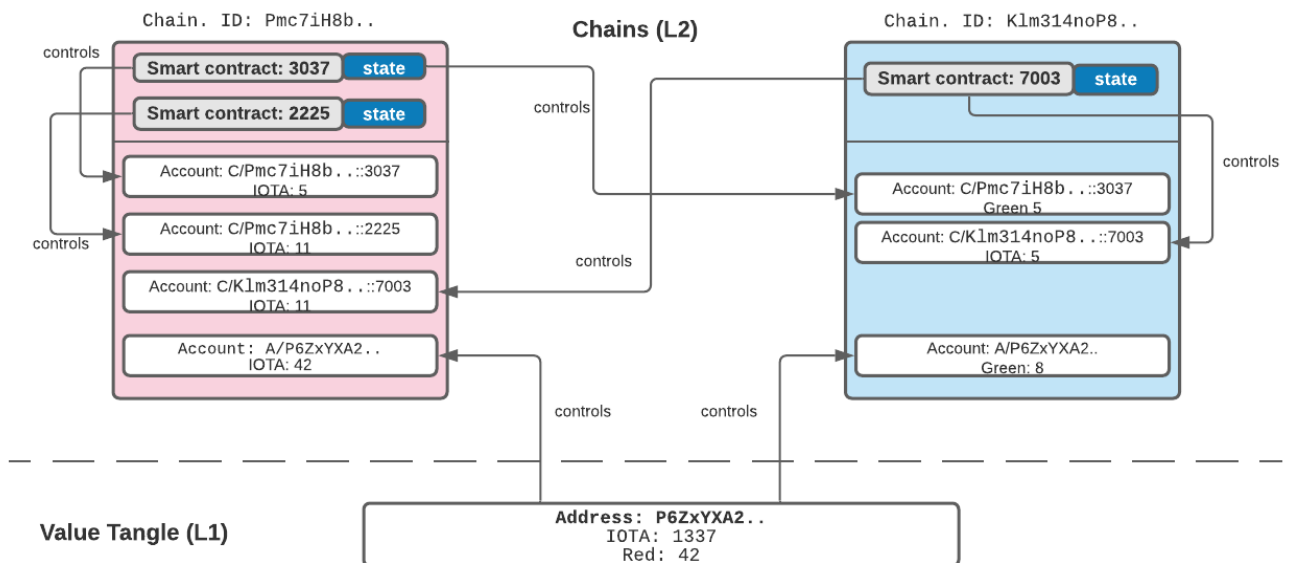 Chain. ID: Pmc7iH8b..
Chains (L2)
Chain. ID: Klm314noP8..
controls
Smart contract: 3037
state
Smart contract: 2225
state
controls
Account: C/Pmc7iH8b..::3037
IOTA: 5
Account: C/Pmc7iH8b..::2225
IOTA: 11
Account: C/Klm314noP8..::7003
IOTA: 11
Account: A/P6ZxYXA2..
IOTA: 42
controls
controls
Smart contract: 7003
state
controls
Account: C/Pmc7iH8b..::3037
Green 5
Account: C/Klm314noP8..::7003
IOTA: 5
Account: A/P6ZxYXA2..
Green: 8
controls
controls
Value Tangle (L1)
Address: P6ZxYXA2..
IOTA: 1337
Red: 42